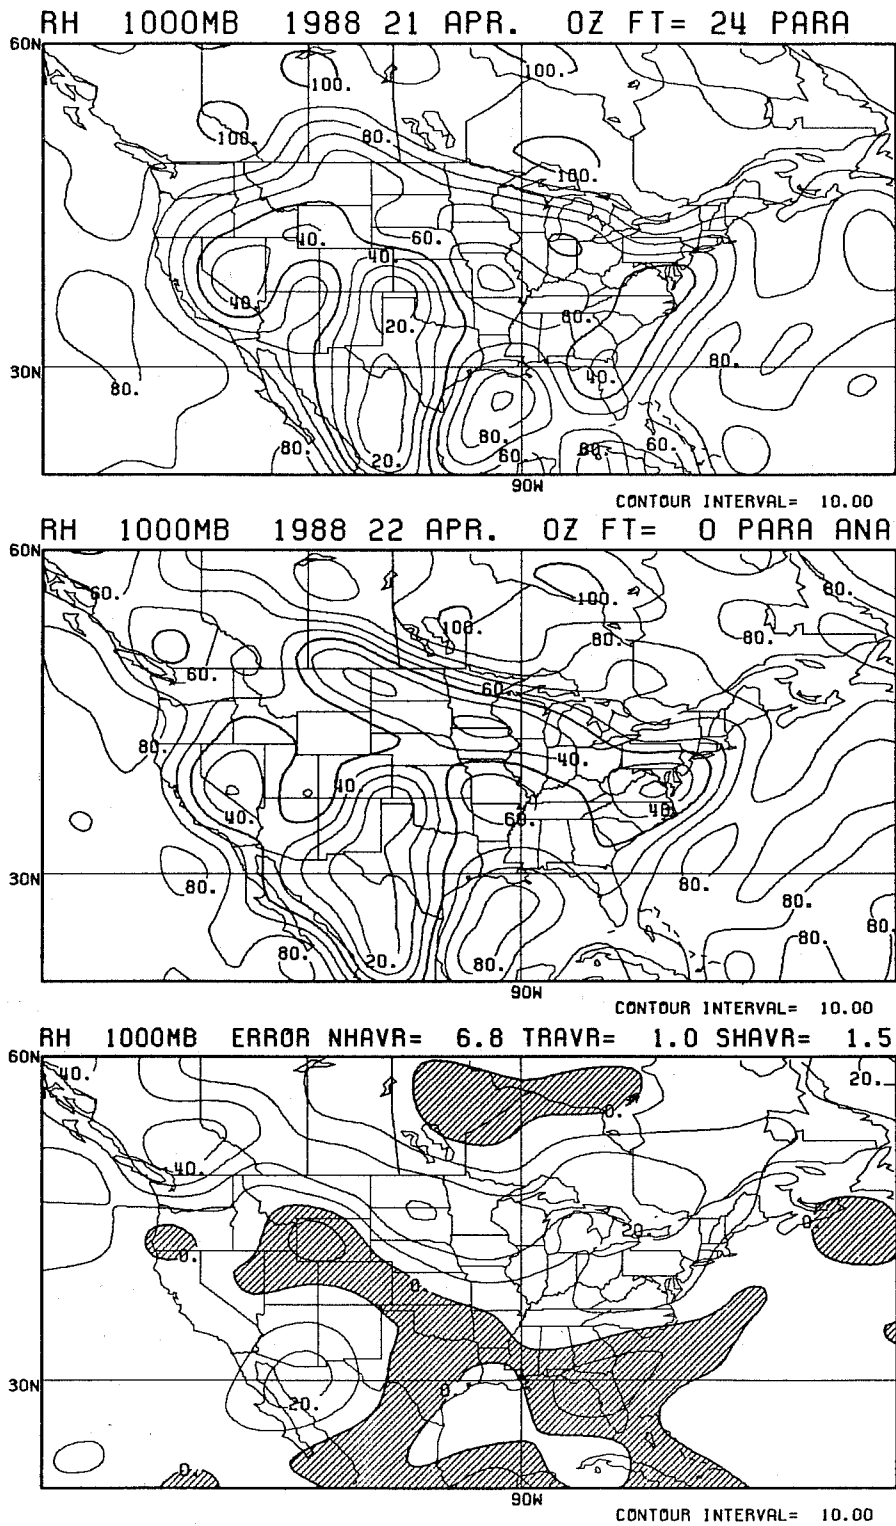 RH 1000MB 1988 21 APR. 0Z FT= 24 PARA
60N
100. 100.
100. 80.
100.
40. 60.
40.
40.
20. 80.
30N 80.
80. 40.
80. 60.
80. 20. 60. 80.
90W
CONTOUR INTERVAL= 10.00
RH 1000MB 1988 22 APR. 0Z FT= 0 PARA ANA
60N
60. 100. 80.
100. 80. 80.
60. 60.
80. 40.
40.
40. 60. 40.
30N 80. 80.
80. 80.
80. 20. 80. 80.
90W
CONTOUR INTERVAL= 10.00
RH 1000MB ERRØR NHAVR= 6.8 TRAVR= 1.0 SHAVR= 1.5
60N
40. 20.
0.
40.
0. 0.
0. 0.
30N 0.
20.
0.
90W
CONTOUR INTERVAL= 10.00